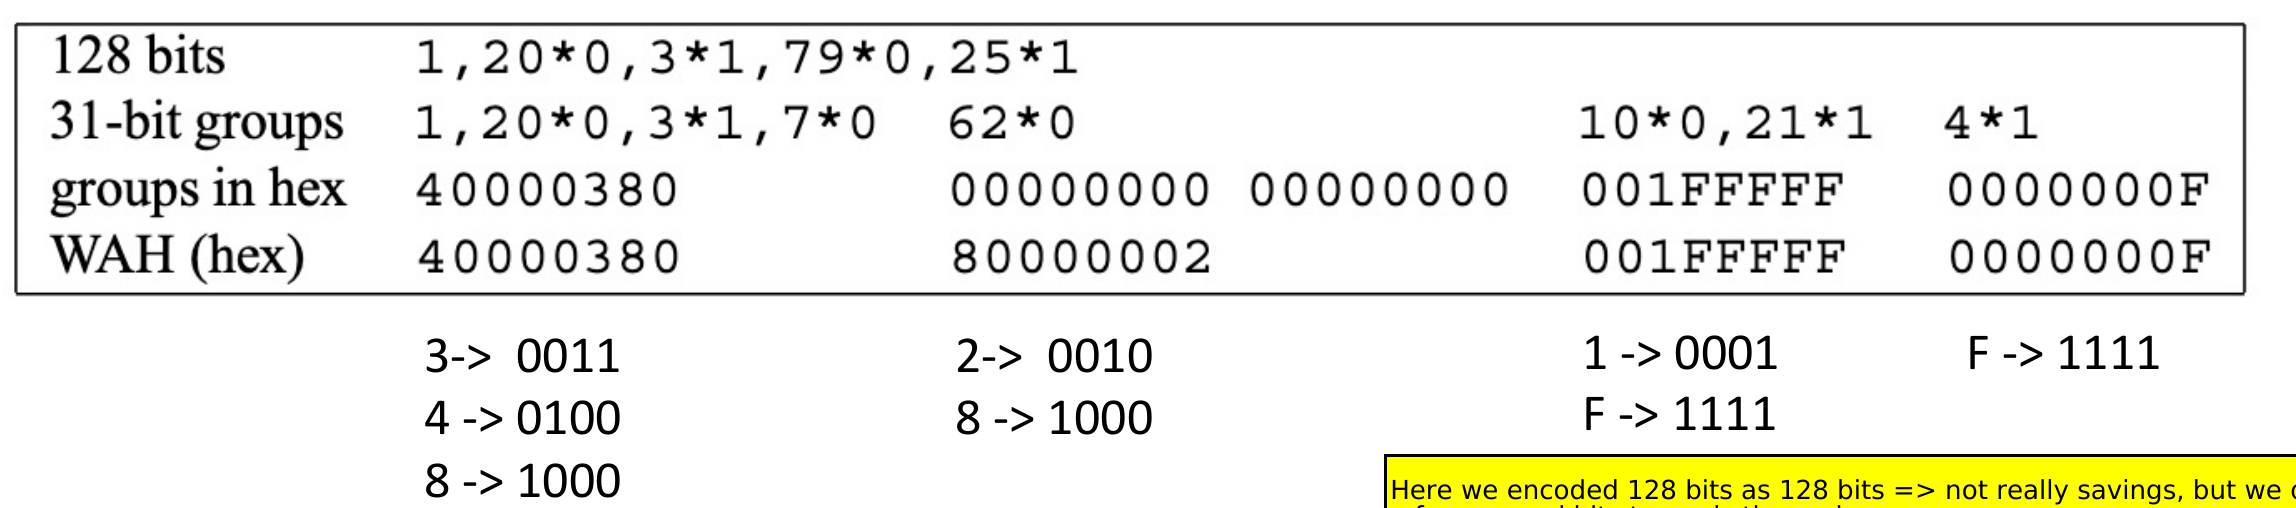 128 bits 1,20*0,3*1,79*0,25*1
31-bit groups 1,20*0,3*1,7*0 62*0 10*0,21*1 4*1
groups in hex 40000380 00000000 00000000 001FFFFF 0000000F
WAH (hex) 40000380 80000002 001FFFFF 0000000F
3-> 0011 2-> 0010 1 -> 0001 F -> 1111
4 -> 0100 8 -> 1000 F -> 1111
8 -> 1000
Here we encoded 128 bits as 128 bits => not really savings, but we